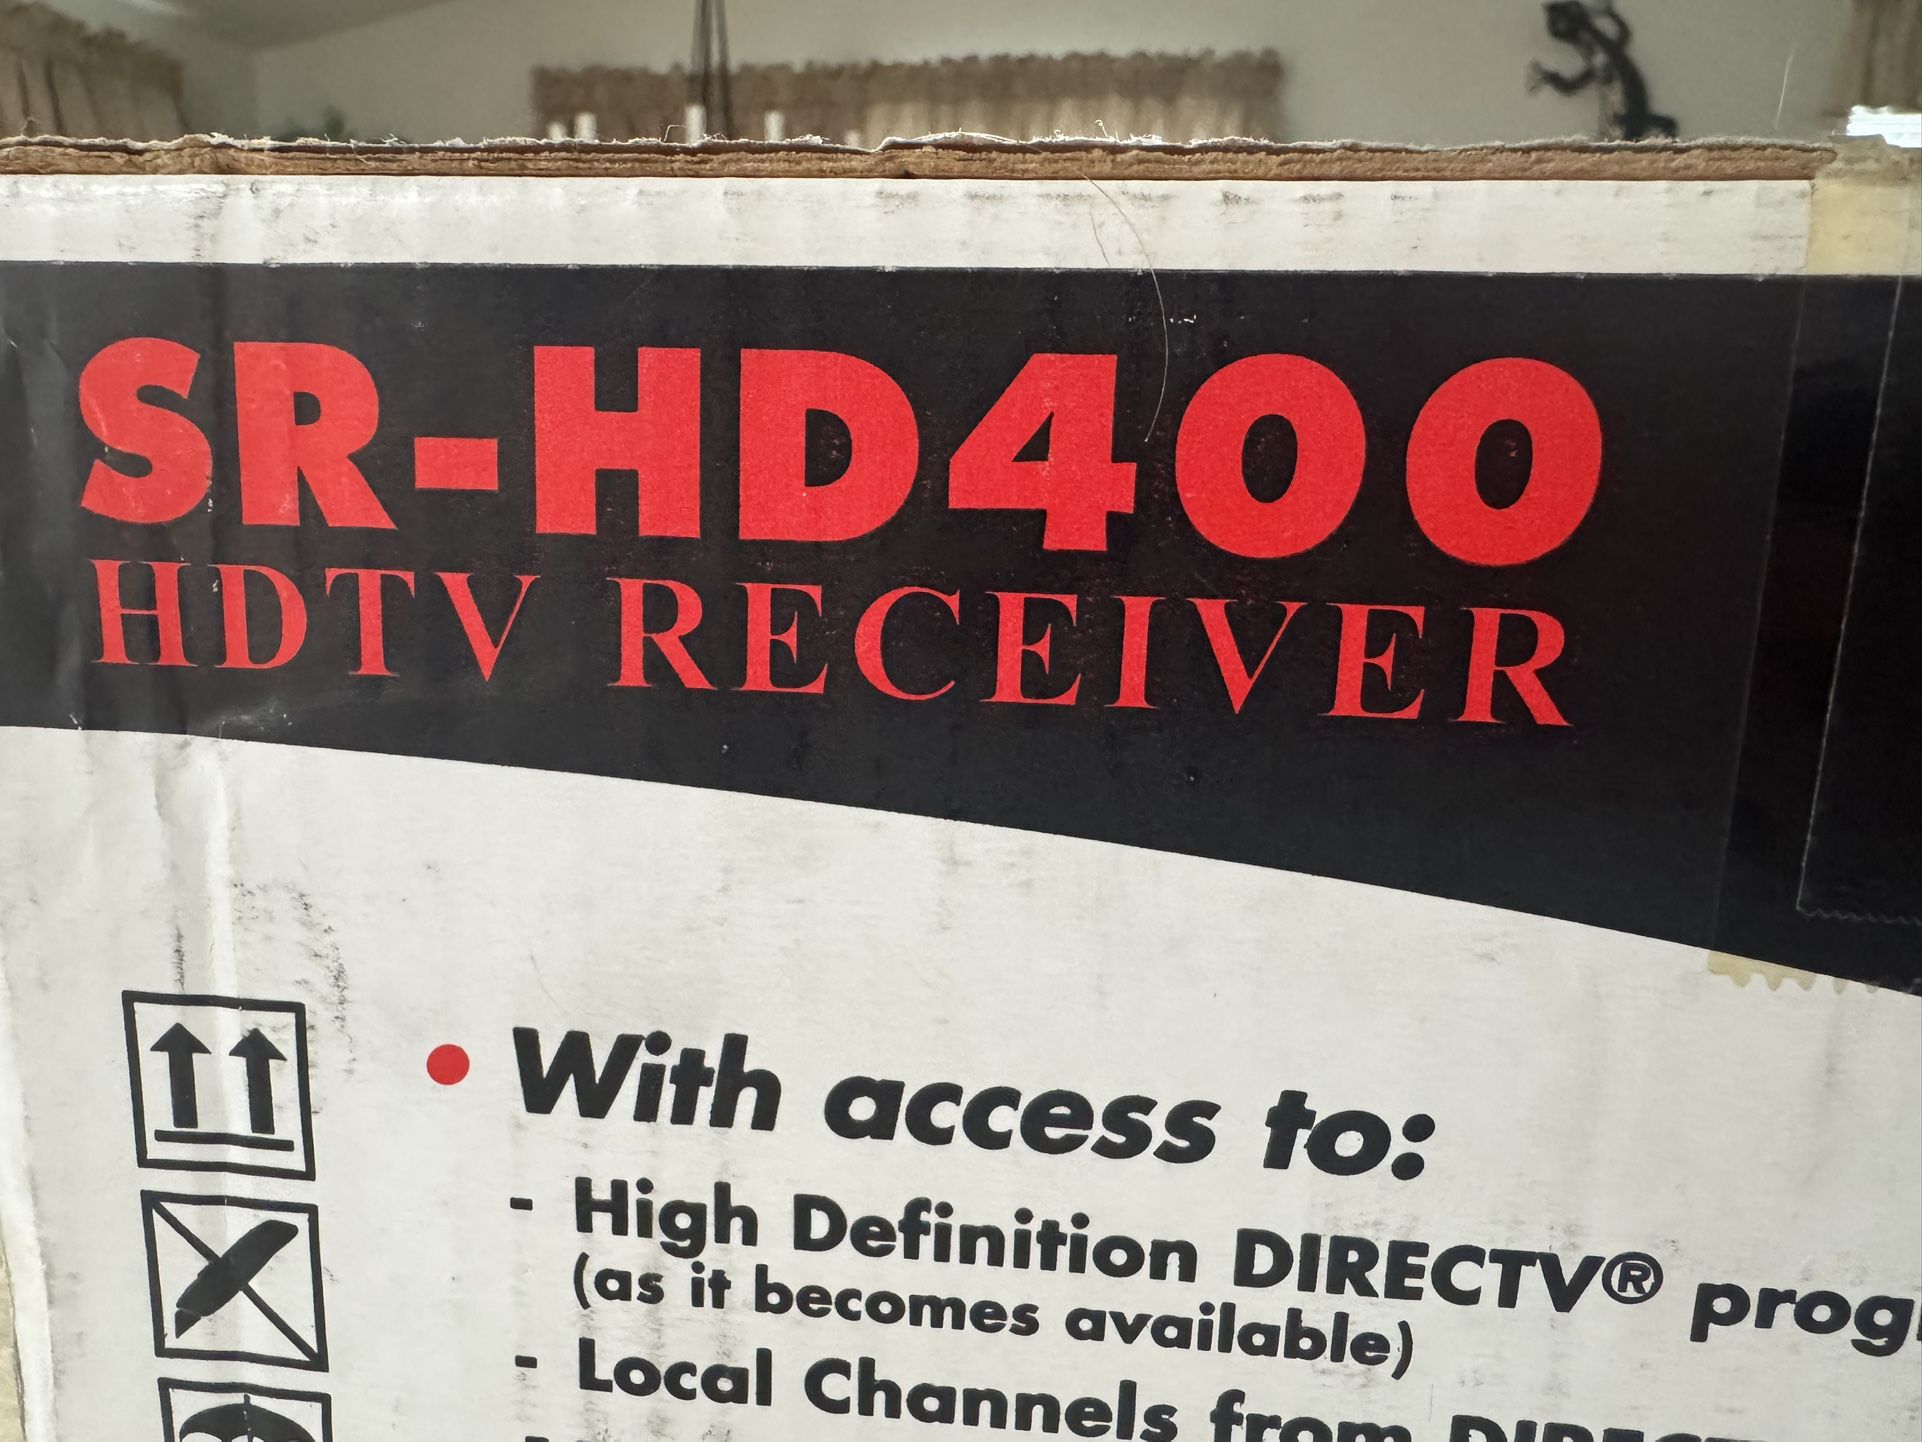 SR-HD400
HDTV RECEIVER
• With access to:
- High Definition DIRECTV®
(as it becomes available)
- Local Channels from